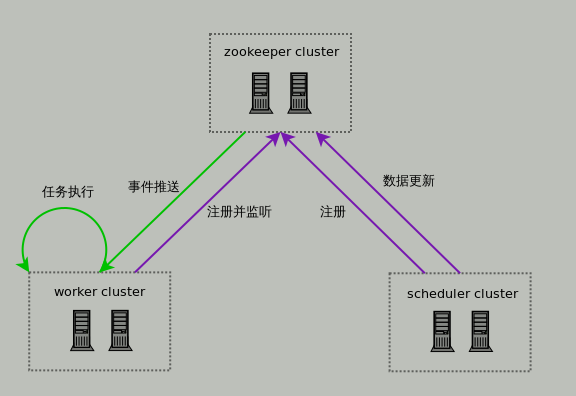 zookeeper cluster
数据更新
事件推送
任务执行
注册并监听
注册
worker cluster
scheduler cluster